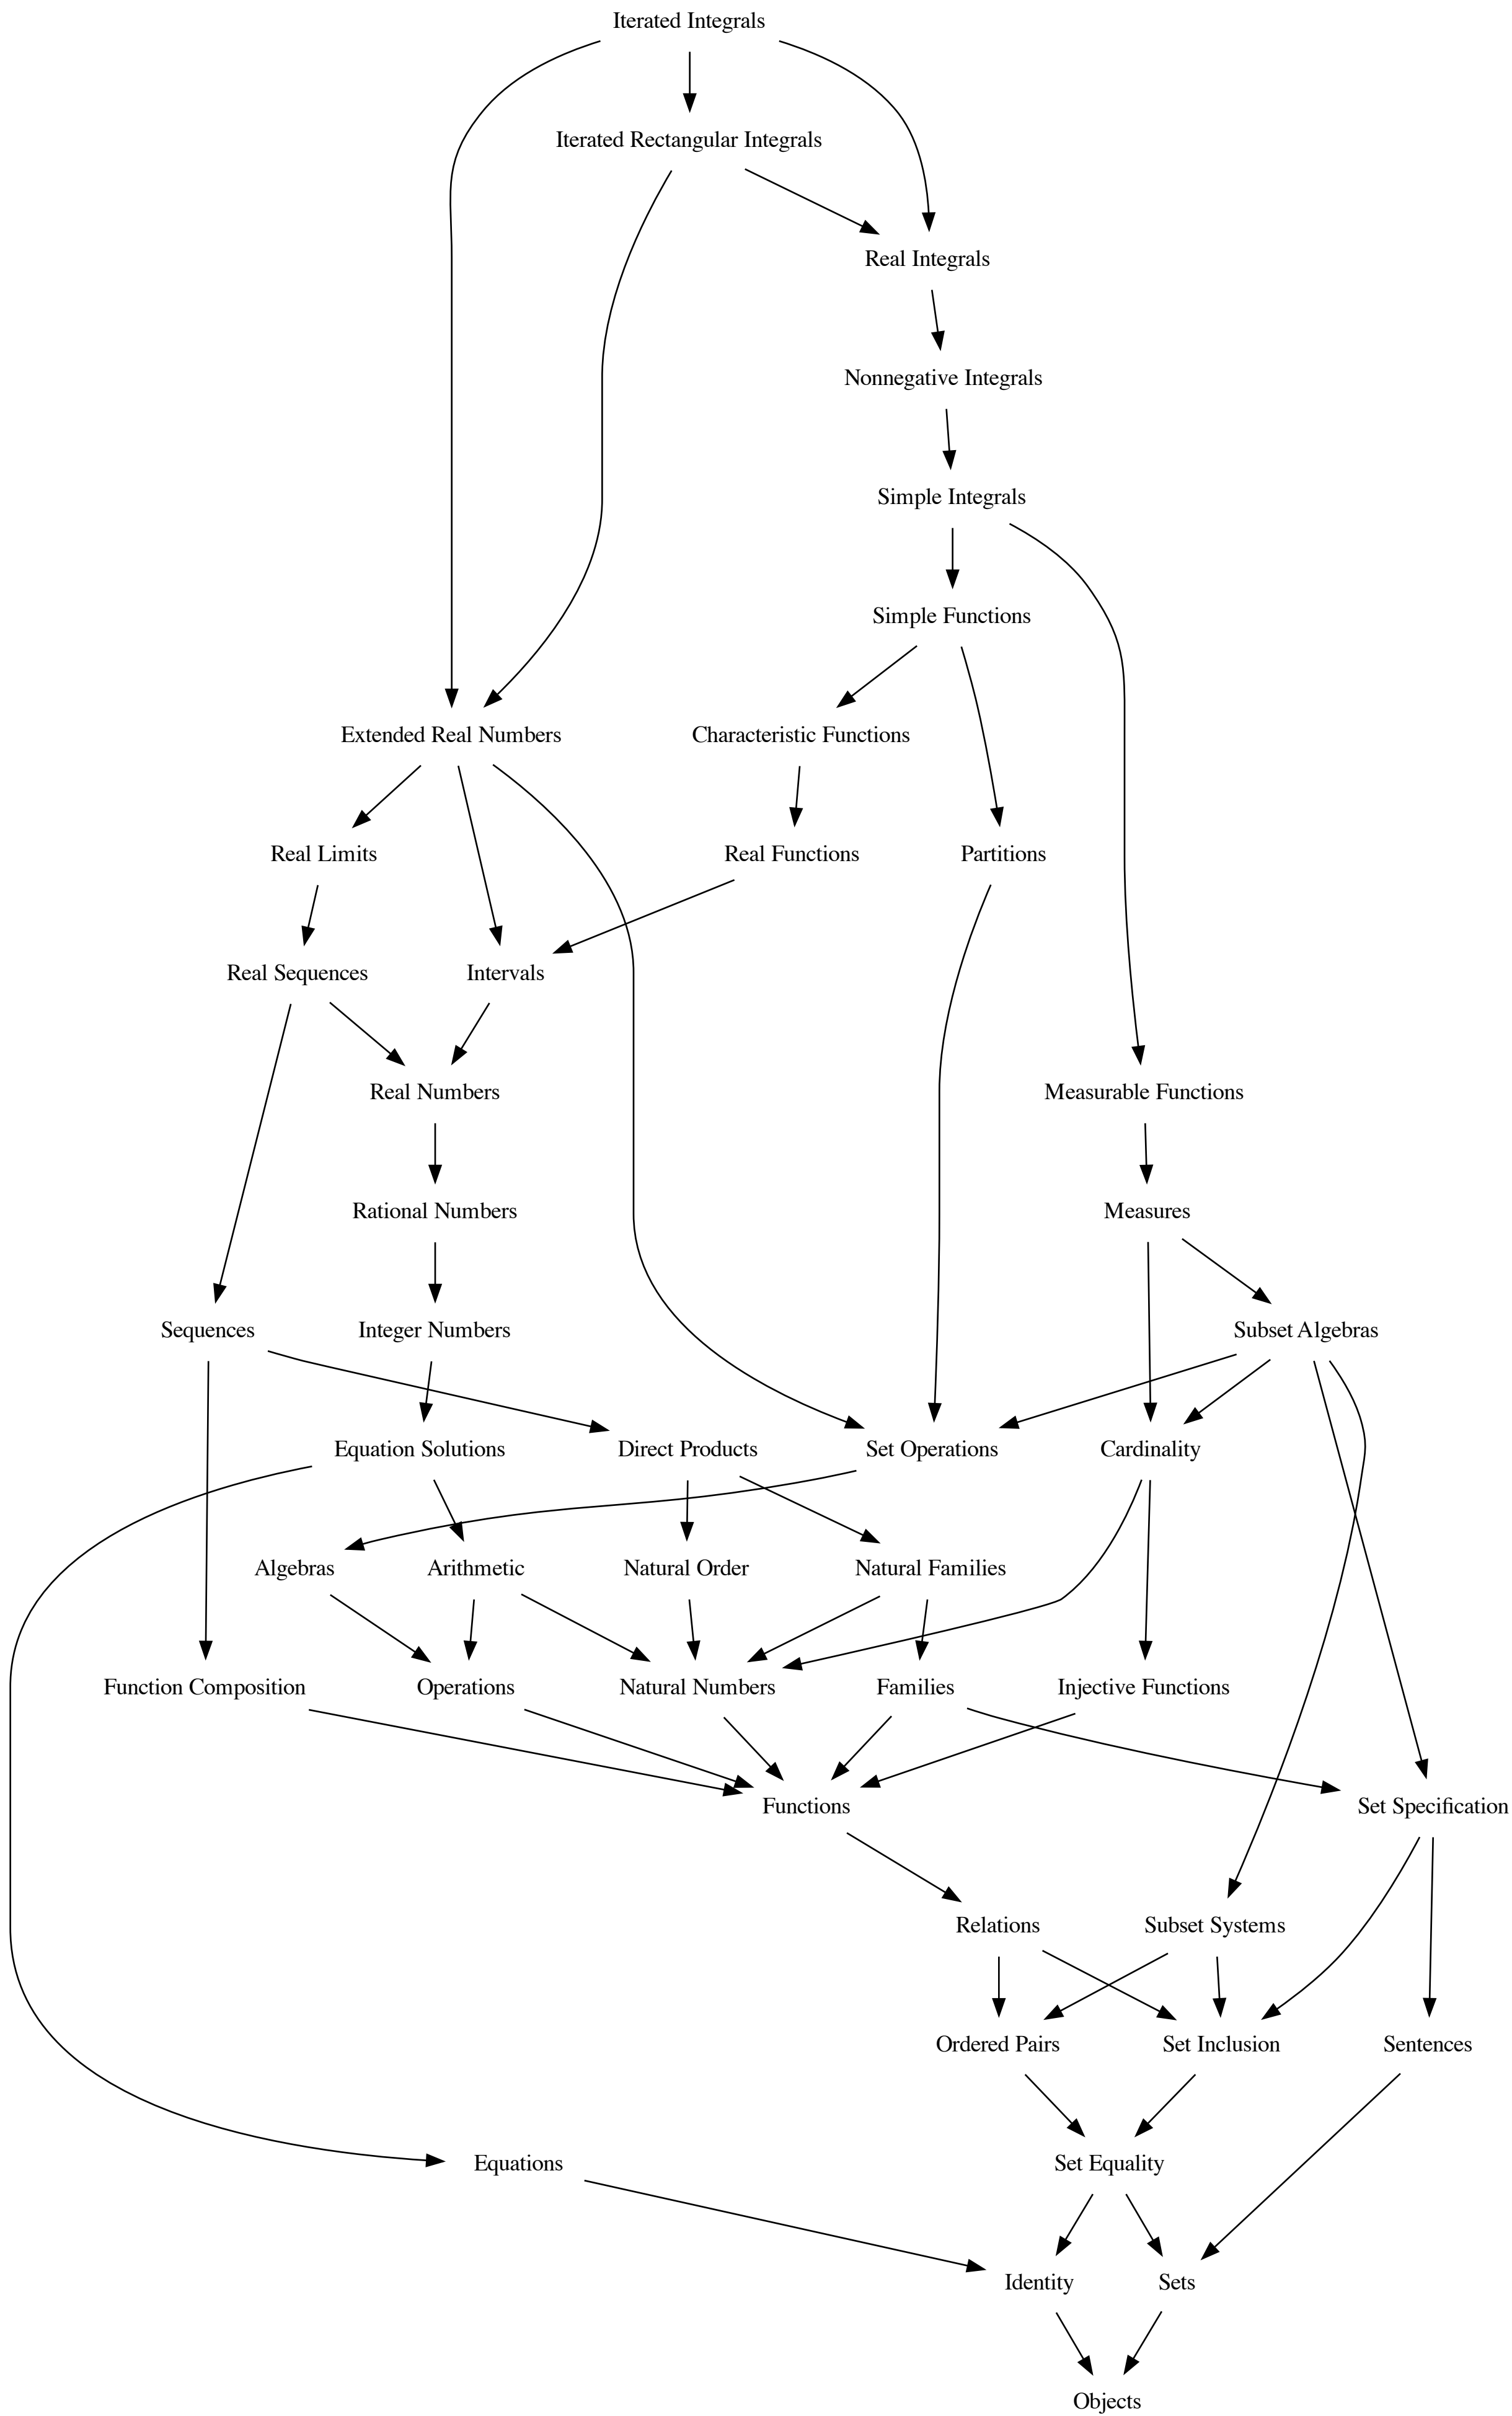 Iterated Integrals
Iterated Rectangular Integrals
Real Integrals
Nonnegative Integrals
Simple Integrals
Simple Functions
Extended Real Numbers
Characteristic Functions
Real Limits
Real Functions
Partitions
Real Sequences
Intervals
Real Numbers
Measurable Functions
Rational Numbers
Measures
Sequences
Integer Numbers
Subset Algebras
Equation Solutions
Direct Products
Set Operations
Cardinality
Algebras
Arithmetic
Natural Order
Natural Families
Function Composition
Operations
Natural Numbers
Families
Injective Functions
Functions
Set Specification
Relations
Subset Systems
Ordered Pairs
Set Inclusion
Sentences
Equations
Set Equality
Identity
Sets
Objects